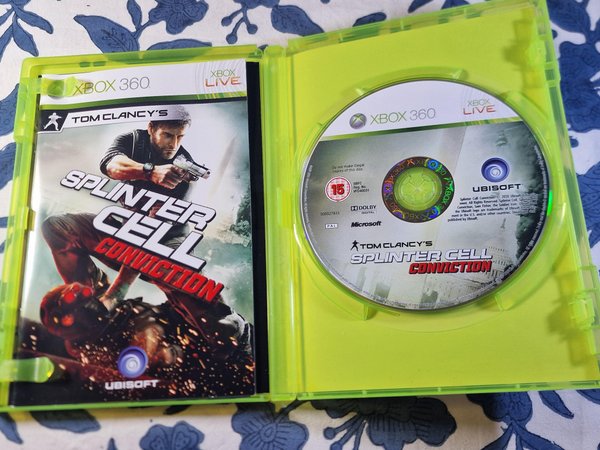 XBOX 360
XBOX
LIVE
TOM CLANCY'S
SPLINTER
CELL
CONVICTION
UBISOFT
XBOX 360
XBOX
LIVE
15
DOLBY
DIGITAL
PAL
Microsoft
UBISOFT
TOM CLANCY'S
SPLINTER CELL
CONVICTION